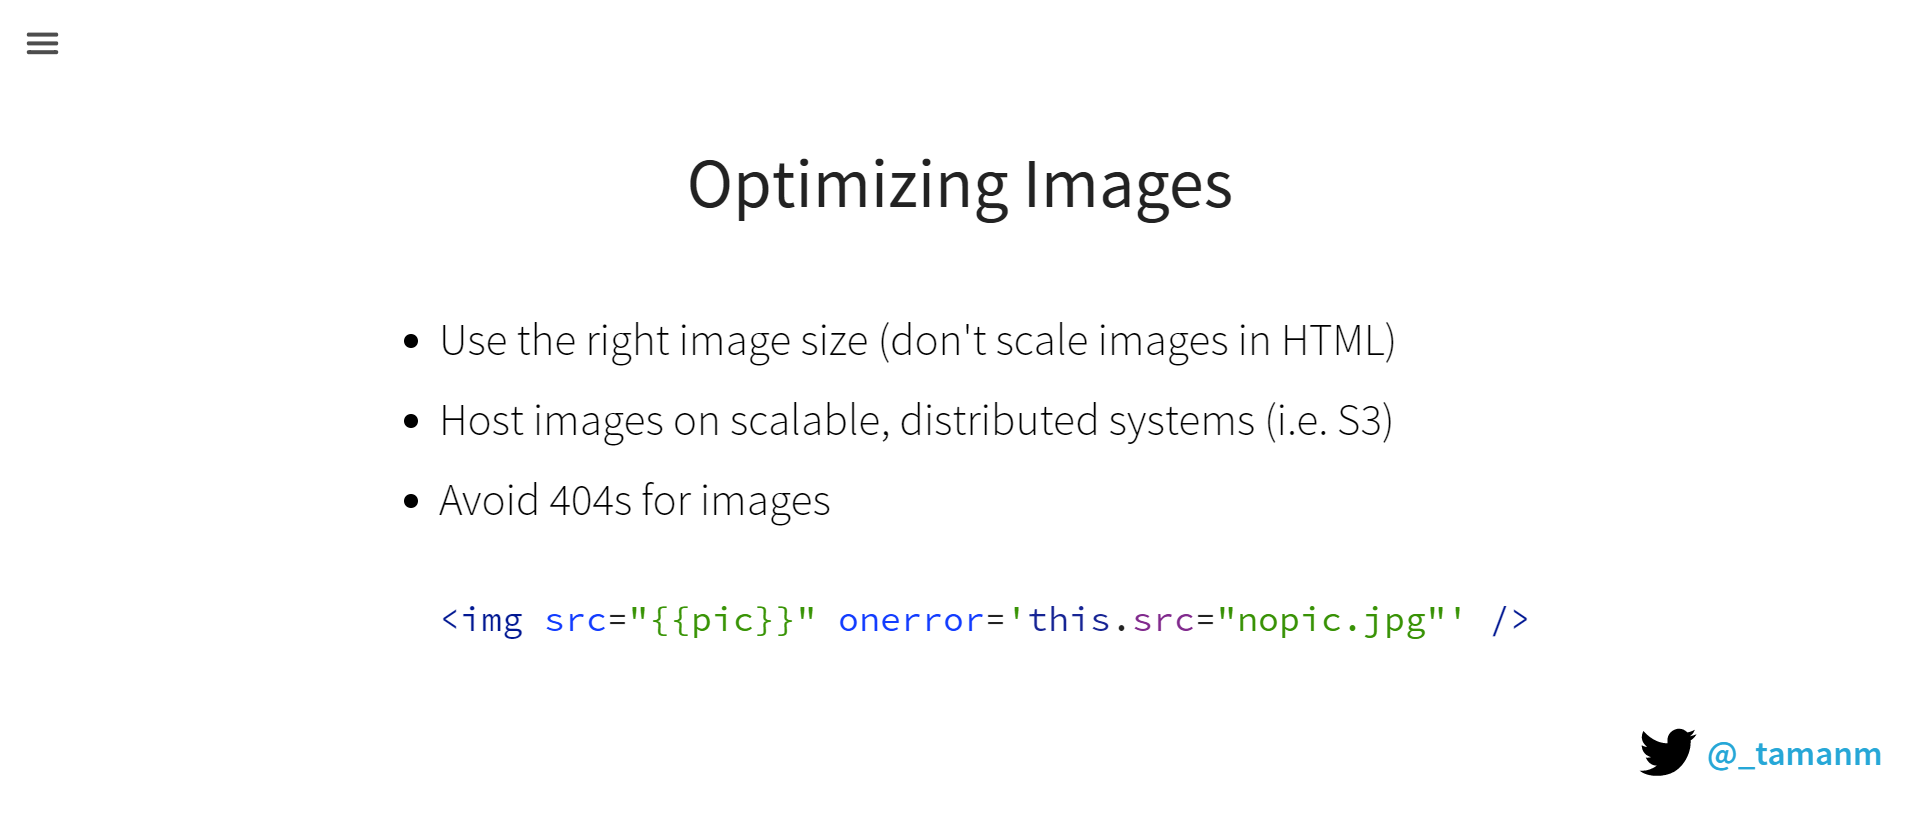 Optimizing Images
Use the right image size (don't scale images in HTML)
Host images on scalable, distributed systems (i.e. S3)
Avoid 404s for images
<img src="{{pic}}" onerror='this.src="nopic.jpg"' />
@_tamanm